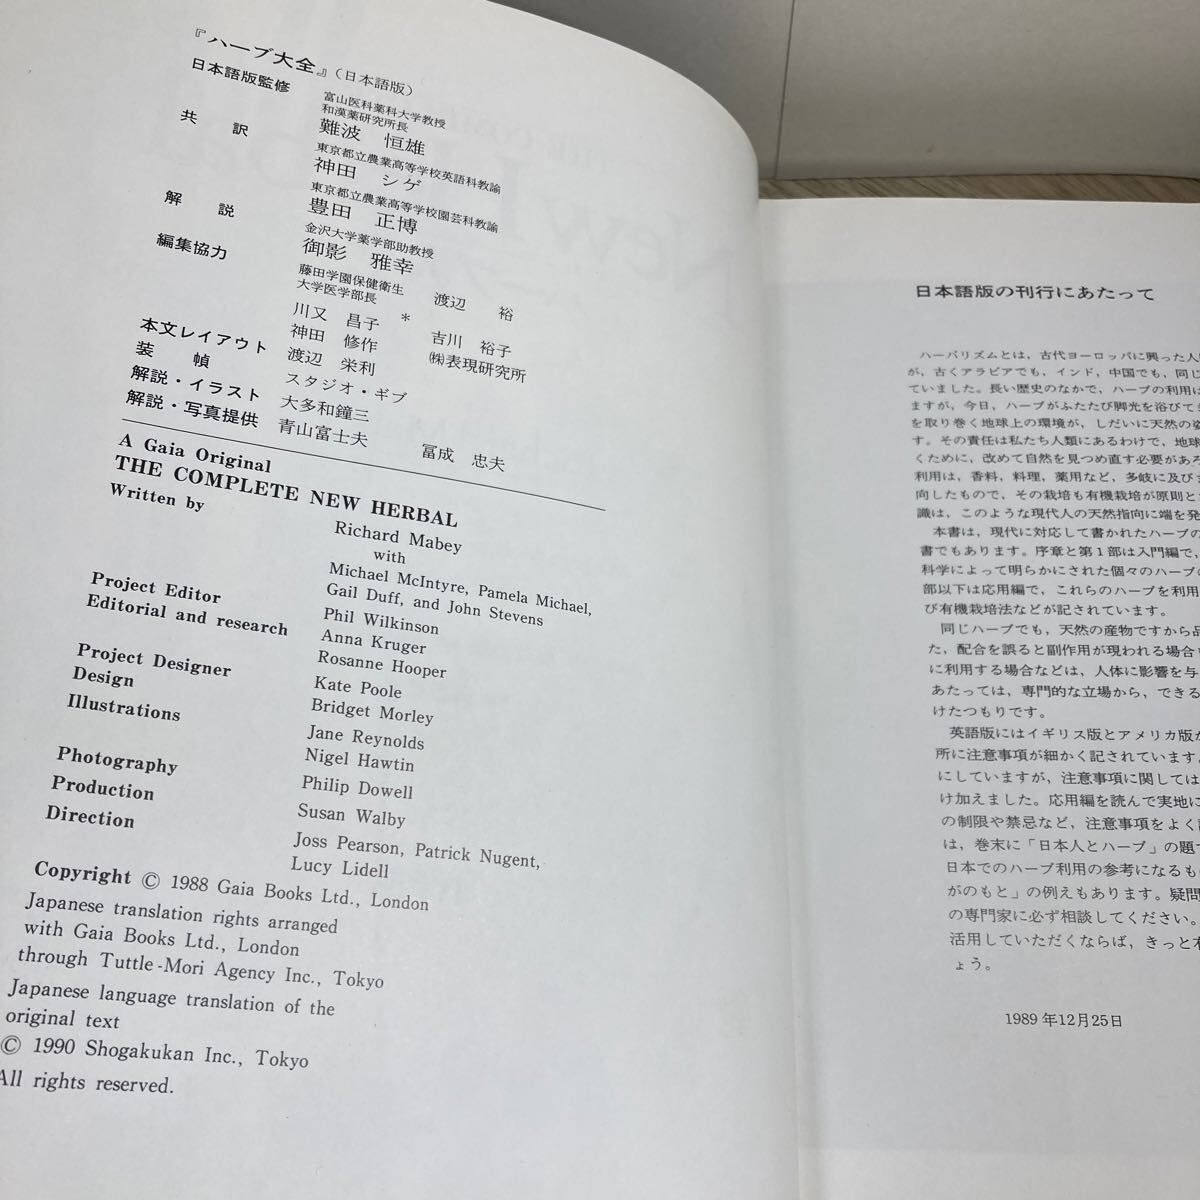 『ハーブ大全』(日本語版)
日本語版監修
富山医科薬科大学教授
和漢薬研究所長
難波 恒雄
共訳
東京都立農業高等学校英語科教諭
神田 シゲ
東京都立農業高等学校園芸科教諭
豊田 正博
解説
金沢大学薬学部助教授
御影 雅幸
編集協力
藤田学園保健衛生
大学医学部長
渡辺 裕
川又 昌子 * 吉川 裕子
神田 修作 ㈱表現研究所
本文レイアウト 渡辺 栄利
装幀 スタジオ・ギブ
解説・イラスト 大多和鐘三
解説・写真提供 青山富士夫 冨成 忠夫
A Gaia Original
THE COMPLETE NEW HERBAL
Written by
Richard Mabey
with
Michael McIntyre, Pamela Michael,
Gail Duff, and John Stevens
Project Editor Phil Wilkinson
Editorial and research Anna Kruger
Rosanne Hooper
Project Designer Kate Poole
Design Bridget Morley
Illustrations Jane Reynolds
Nigel Hawtin
Photography Philip Dowell
Production Susan Walby
Direction Joss Pearson, Patrick Nugent,
Lucy Lidell
Copyright © 1988 Gaia Books Ltd., London
Japanese translation rights arranged
with Gaia Books Ltd., London
through Tuttle-Mori Agency Inc., Tokyo
Japanese language translation of the
original text
© 1990 Shogakukan Inc., Tokyo
All rights reserved.
日本語版の刊行にあたって
ハーバリズムとは，古代ヨーロッパに興った人
が，古くアラビアでも，インド，中国でも，同じ
ていました。長い歴史のなかで，ハーブの利用は
ますが，今日，ハーブがふたたび脚光を浴びて
を取り巻く地球上の環境が，しだいに天然の姿
す。その責任は私たち人類にあるわけで，地球
くために，改めて自然を見つめ直す必要があ
利用は，香料，料理，薬用など，多岐に及び
向したもので，その栽培も有機栽培が原則と
識は，このような現代人の天然指向に端を発
本書は，現代に対応して書かれたハーブの
書でもあります。序章と第1部は入門編で，
科学によって明らかにされた個々のハーブの
部以下は応用編で，これらのハーブを利用
び有機栽培法などが記されています。
同じハーブでも，天然の産物ですから品
た，配合を誤ると副作用が現われる場合
に利用する場合などは，人体に影響を与
あたっては，専門的な立場から，できる
けたつもりです。
英語版にはイギリス版とアメリカ版が
所に注意事項が細かく記されています。
にしていますが，注意事項に関しては
け加えました。応用編を読んで実地に
の制限や禁忌など，注意事項をよく
は，巻末に「日本人とハーブ」の題で
日本でのハーブ利用の参考になるも
がのもと」の例えもあります。疑問
の専門家に必ず相談してください。
活用していただくならば，きっと
ょう。
1989年12月25日